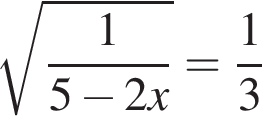 √(1/(5 − 2x)) = 1/3